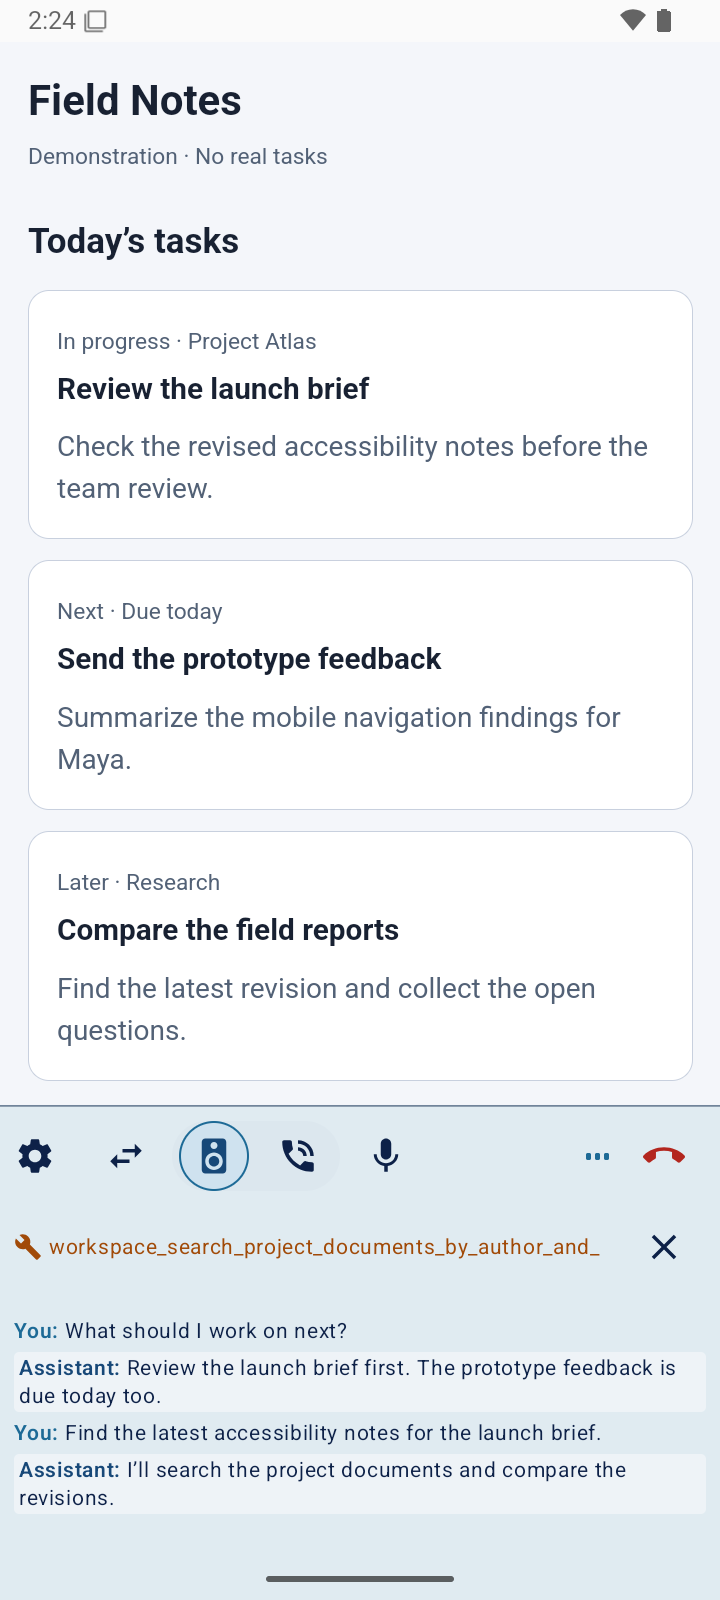 2:24
Field Notes
Demonstration · No real tasks
Today’s tasks
In progress · Project Atlas
Review the launch brief
Check the revised accessibility notes before the
team review.
Next · Due today
Send the prototype feedback
Summarize the mobile navigation findings for
Maya.
Later · Research
Compare the field reports
Find the latest revision and collect the open
questions.
workspace_search_project_documents_by_author_and_
You: What should I work on next?
Assistant: Review the launch brief first. The prototype feedback is
due today too.
You: Find the latest accessibility notes for the launch brief.
Assistant: I’ll search the project documents and compare the
revisions.